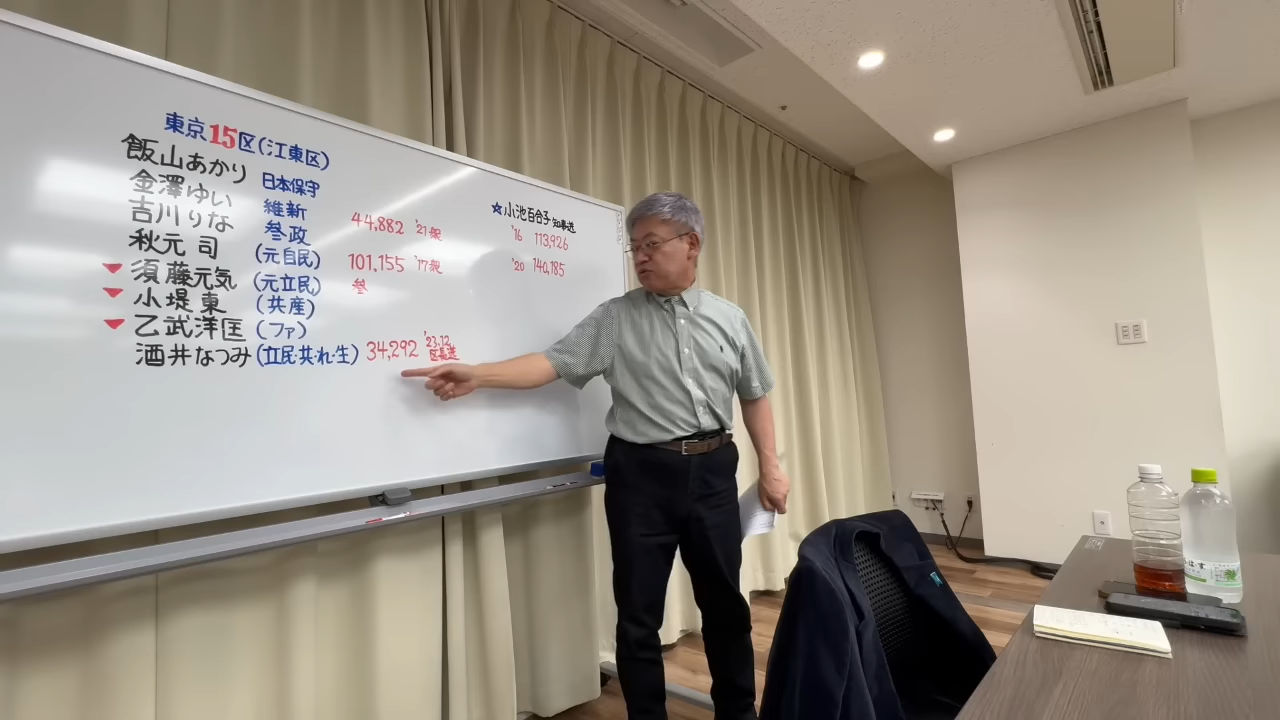 東京15区(江東区)
飯山あかり 日本保守
金澤ゆい 維新 44,882 '21衆
吉川りな 参政
秋元司 (元自民) 101,155 '17衆
▼須藤元気 (元立民) 参
▼小堤東 (共産)
▼乙武洋匡 (ファ)
酒井なつみ (立民・共・れ・生) 34,292 '23.12 区長選
☆小池百合子 知事選
'16 113,926
'20 140,185